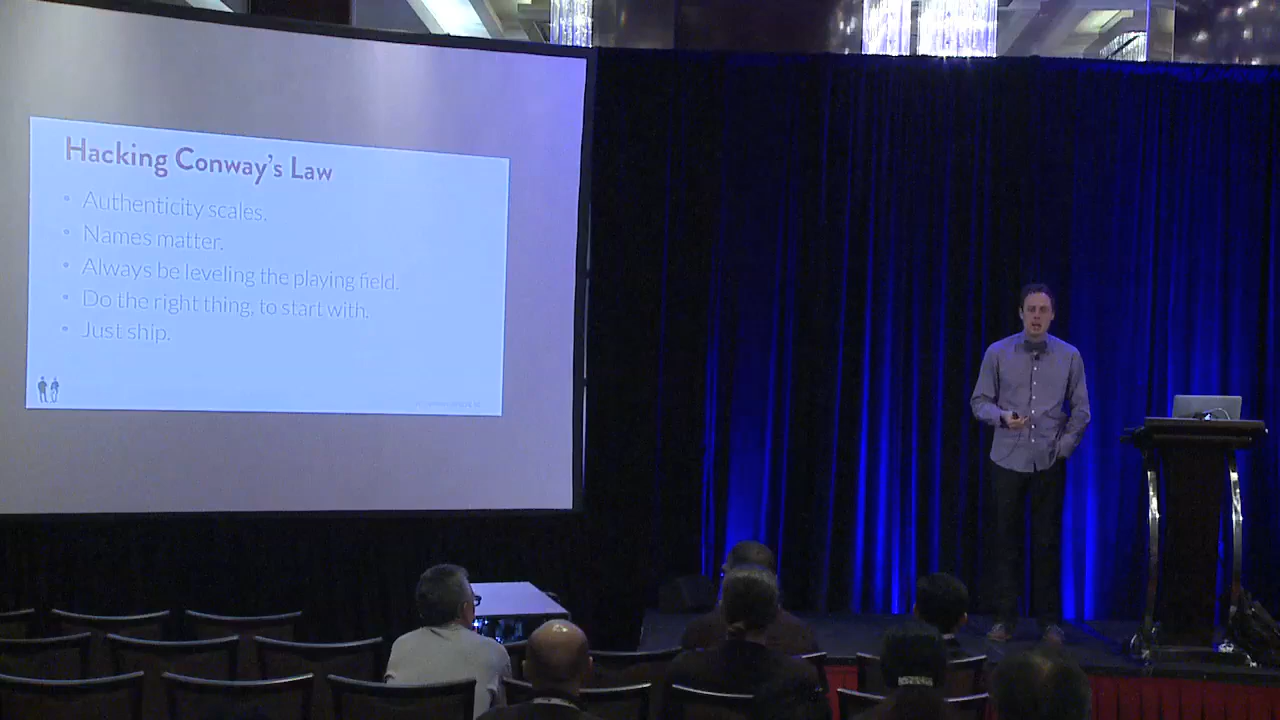 Hacking Conway's Law
Authenticity scales.
Names matter.
Always be leveling the playing field.
Do the right thing, to start with.
Just ship.